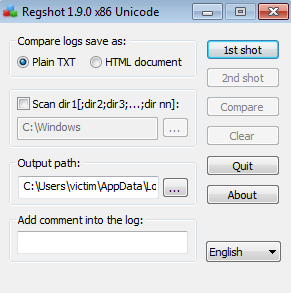 Regshot 1.9.0 x86 Unicode
Compare logs save as:
Plain TXT
HTML document
Scan dir1[;dir2;dir3;...;dir nn]:
C:\Windows
...
Output path:
C:\Users\victim\AppData\Lo
...
Add comment into the log:
1st shot
2nd shot
Compare
Clear
Quit
About
English